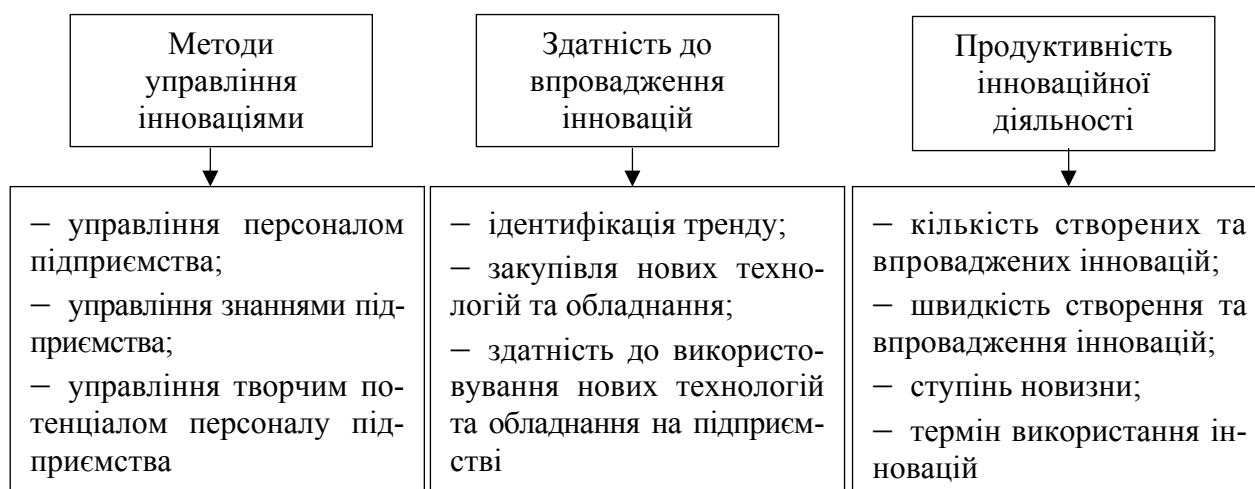 Методи
управління
інноваціями
Здатність до
впровадження
інновацій
Продуктивність
інноваційної
діяльності
– управління персоналом
підприємства;
– управління знаннями під-
приємства;
– управління творчим по-
тенціалом персоналу під-
приємства
– ідентифікація тренду;
– закупівля нових техно-
логій та обладнання;
– здатність до використо-
вування нових технологій
та обладнання на підприєм-
стві
– кількість створених та
впроваджених інновацій;
– швидкість створення та
впровадження інновацій;
– ступінь новизни;
– термін використання ін-
новацій